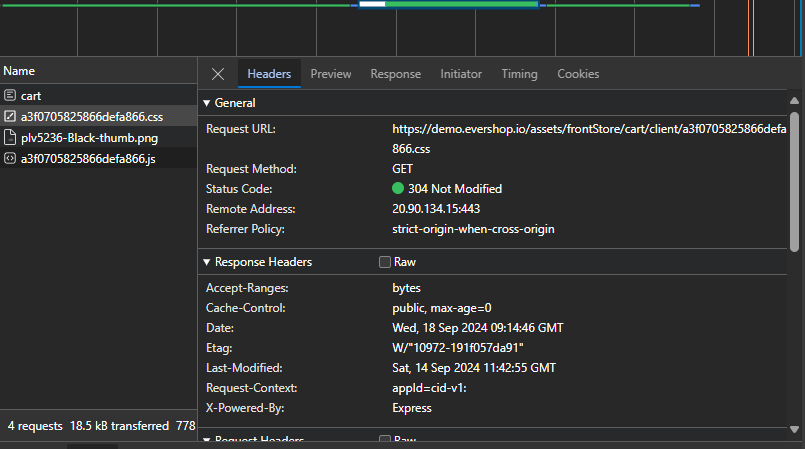 Name
cart
a3f0705825866defa866.css
plv5236-Black-thumb.png
a3f0705825866defa866.js
4 requests 18.5 kB transferred 778
Headers Preview Response Initiator Timing Cookies
General
Request URL: https://demo.evershop.io/assets/frontStore/cart/client/a3f0705825866defa
866.css
Request Method: GET
Status Code: 304 Not Modified
Remote Address: 20.90.134.15:443
Referrer Policy: strict-origin-when-cross-origin
Response Headers Raw
Accept-Ranges: bytes
Cache-Control: public, max-age=0
Date: Wed, 18 Sep 2024 09:14:46 GMT
Etag: W/"10972-191f057da91"
Last-Modified: Sat, 14 Sep 2024 11:42:55 GMT
Request-Context: appId=cid-v1:
X-Powered-By: Express
Request Headers Raw